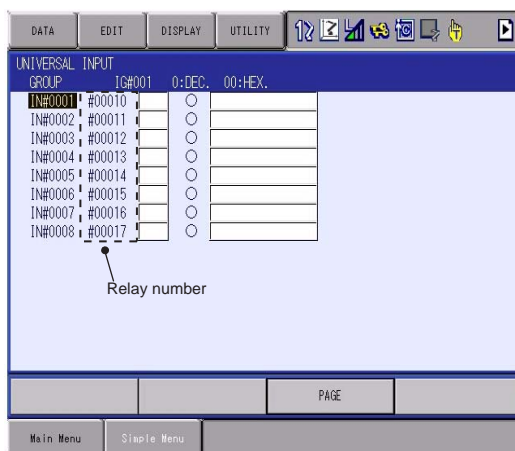 DATA EDIT DISPLAY UTILITY
UNIVERSAL INPUT
GROUP IG#001 0:DEC. 00:HEX.
IN#0001 #00010
IN#0002 #00011
IN#0003 #00012
IN#0004 #00013
IN#0005 #00014
IN#0006 #00015
IN#0007 #00016
IN#0008 #00017
Relay number
PAGE
Main Menu Simple Menu